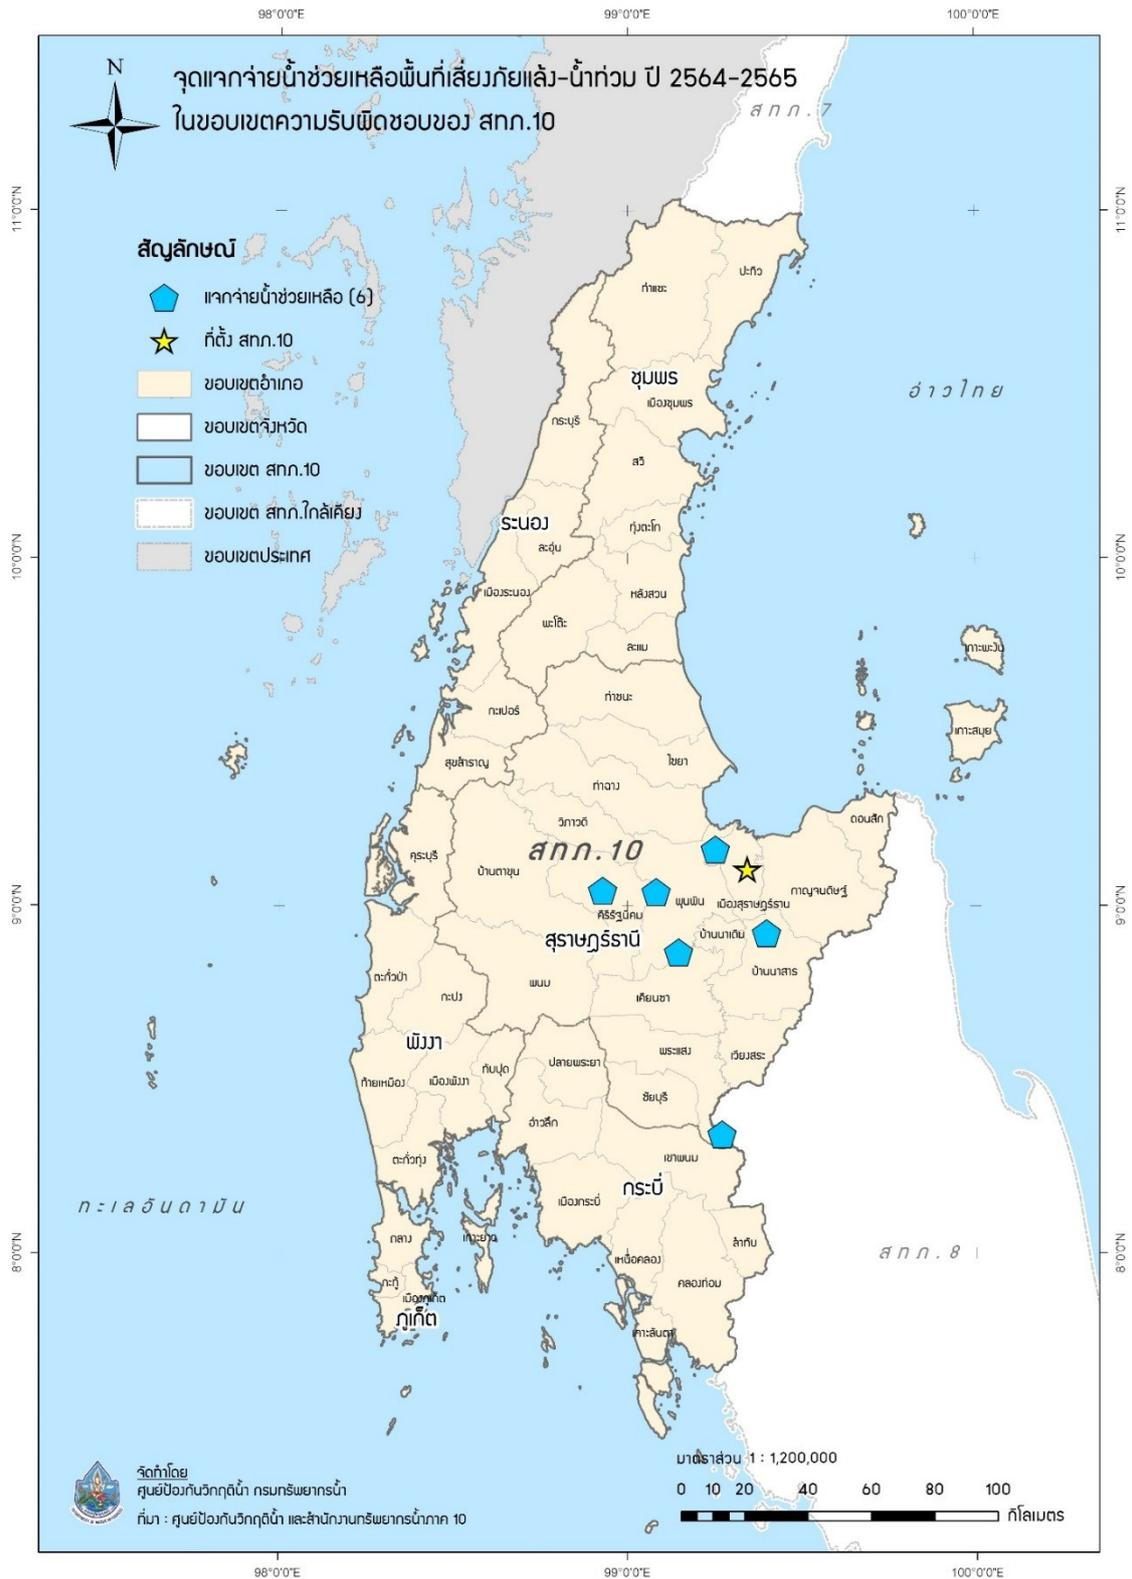 98°0'0"E
99°0'0"E
100°0'0"E
N
จุดแจกจ่ายน้ำช่วยเหลือพื้นที่เสี่ยงภัยแล้ง-น้ำท่วม ปี 2564-2565
ในขอบเขตความรับผิดชอบของ สทภ.10
สทภ.7
11°0'0"N
11°0'0"N
สัญลักษณ์
แจกจ่ายน้ำช่วยเหลือ (6)
ที่ตั้ง สทภ.10
ขอบเขตอำเภอ
ขอบเขตจังหวัด
ขอบเขต สทภ.10
ขอบเขต สทภ.ใกล้เคียง
ขอบเขตประเทศ
ปะทิว
ท่าแซะ
ชุมพร
เมืองชุมพร
อ่าวไทย
กระบุรี
สวี
ระนอง
ทุ่งตะโก
ละอุ่น
10°0'0"N
10°0'0"N
เมืองระนอง
หลังสวน
พะโต๊ะ
ละแม
เกาะพะงัน
ท่าชนะ
กะเปอร์
เกาะสมุย
สุขสำราญ
ไชยา
ท่าฉาง
วิภาวดี
ดอนสัก
สทภ.10
คุระบุรี
บ้านตาขุน
กาญจนดิษฐ์
9°0'0"N
9°0'0"N
พุนพิน
เมืองสุราษฎร์ธาน
คีรีรัฐนิคม
สุราษฎร์ธานี
บ้านนาเดิม
บ้านนาสาร
ตะกั่วป่า
พนม
กะปง
เคียนซา
พังงา
พระแสง
เวียงสระ
ทับปุด
ปลายพระยา
ท้ายเหมือง
เมืองพังงา
ชัยบุรี
อ่าวลึก
ตะกั่วทุ่ง
เขาพนม
กระบี่
เมืองกระบี่
ทะเลอันดามัน
ถลาง
เกาะยาว
ลำทับ
8°0'0"N
8°0'0"N
สทภ.8
เหนือคลอง
กะทู้
คลองท่อม
เมืองภูเก็ต
ภูเก็ต
เกาะลันตา
มาตราส่วน 1 : 1,200,000
0 10 20 40 60 80 100
กิโลเมตร
จัดทำโดย
ศูนย์ป้องกันวิกฤติน้ำ กรมทรัพยากรน้ำ
ที่มา : ศูนย์ป้องกันวิกฤติน้ำ และสำนักงานทรัพยากรน้ำภาค 10
98°0'0"E
99°0'0"E
100°0'0"E